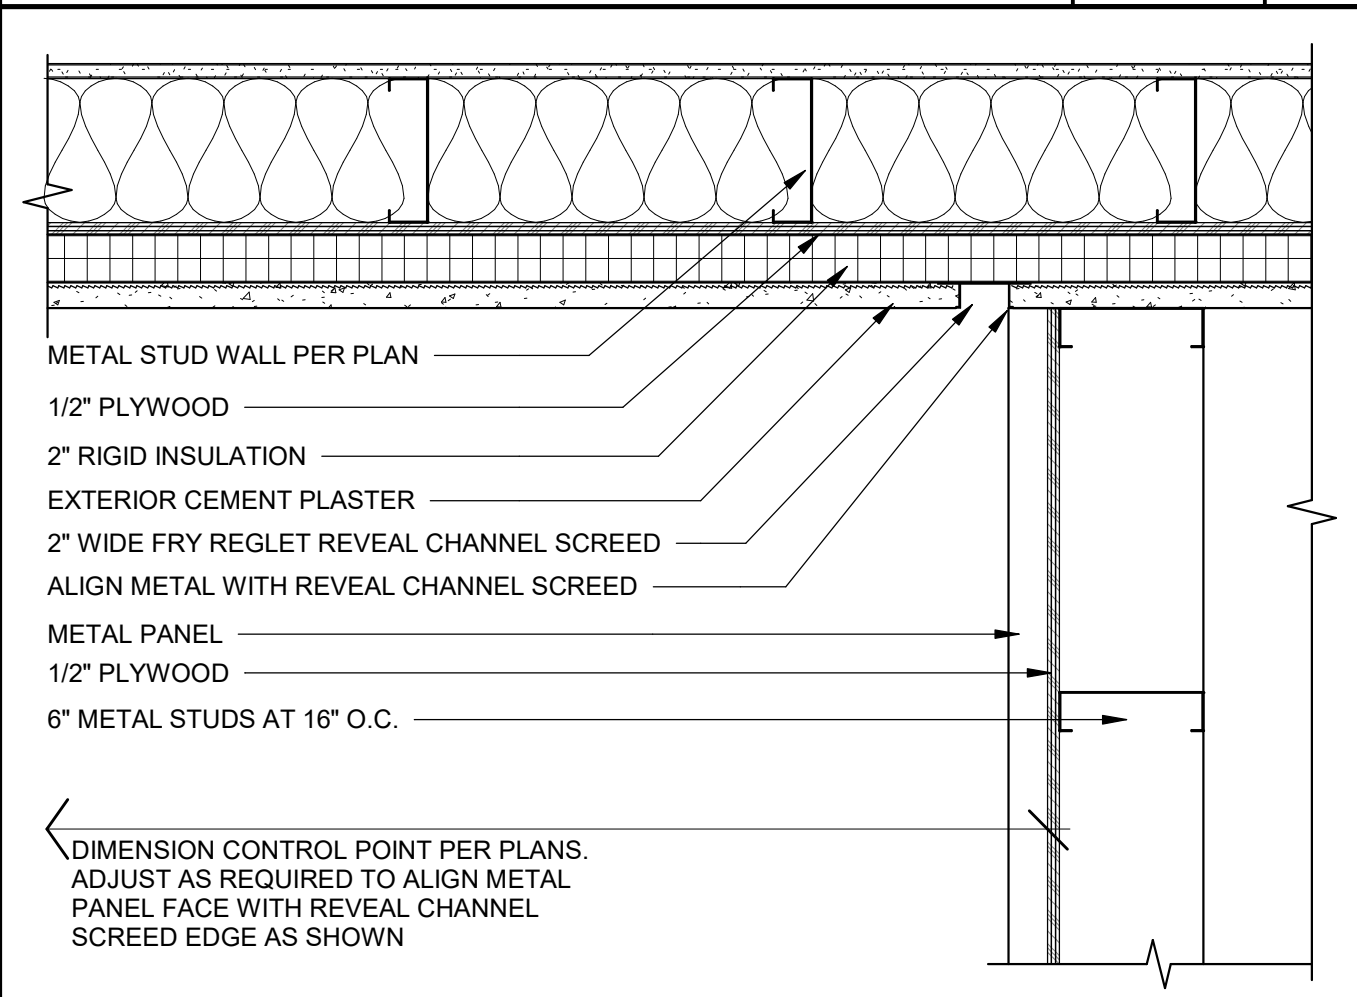 METAL STUD WALL PER PLAN
1/2" PLYWOOD
2" RIGID INSULATION
EXTERIOR CEMENT PLASTER
2" WIDE FRY REGLET REVEAL CHANNEL SCREED
ALIGN METAL WITH REVEAL CHANNEL SCREED
METAL PANEL
1/2" PLYWOOD
6" METAL STUDS AT 16" O.C.
DIMENSION CONTROL POINT PER PLANS.
ADJUST AS REQUIRED TO ALIGN METAL
PANEL FACE WITH REVEAL CHANNEL
SCREED EDGE AS SHOWN